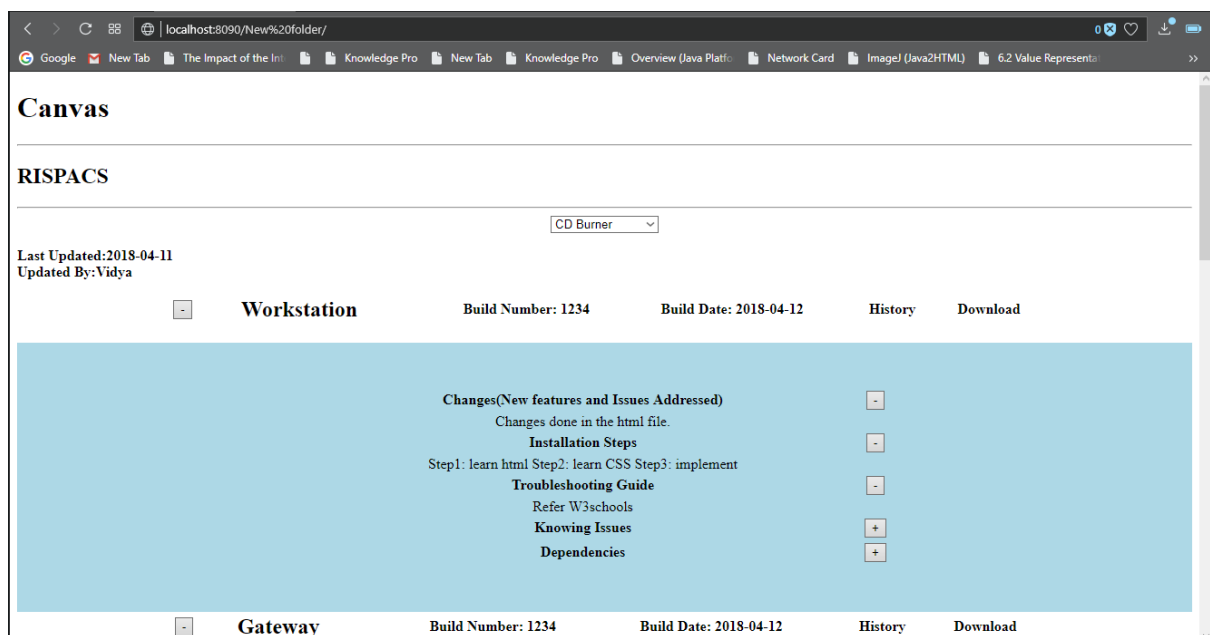 localhost:8090/New%20folder/ 0
Google New Tab The Impact of the Int Knowledge Pro New Tab Knowledge Pro Overview (Java Platfo Network Card ImageJ (Java2HTML) 6.2 Value Representa »
Canvas
RISPACS
CD Burner
Last Updated:2018-04-11
Updated By:Vidya
- Workstation Build Number: 1234 Build Date: 2018-04-12 History Download
Changes(New features and Issues Addressed) -
Changes done in the html file.
Installation Steps -
Step1: learn html Step2: learn CSS Step3: implement
Troubleshooting Guide -
Refer W3schools
Knowing Issues +
Dependencies +
- Gateway Build Number: 1234 Build Date: 2018-04-12 History Download